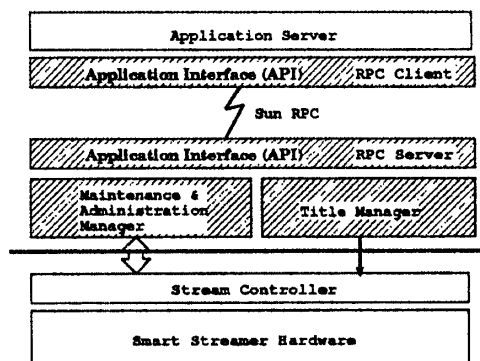 Application Server
Application Interface (API) RPC Client
Sun RPC
Application Interface (API) RPC Server
Maintenance &
Administration
Manager
Title Manager
Stream Controller
Smart Streamer Hardware